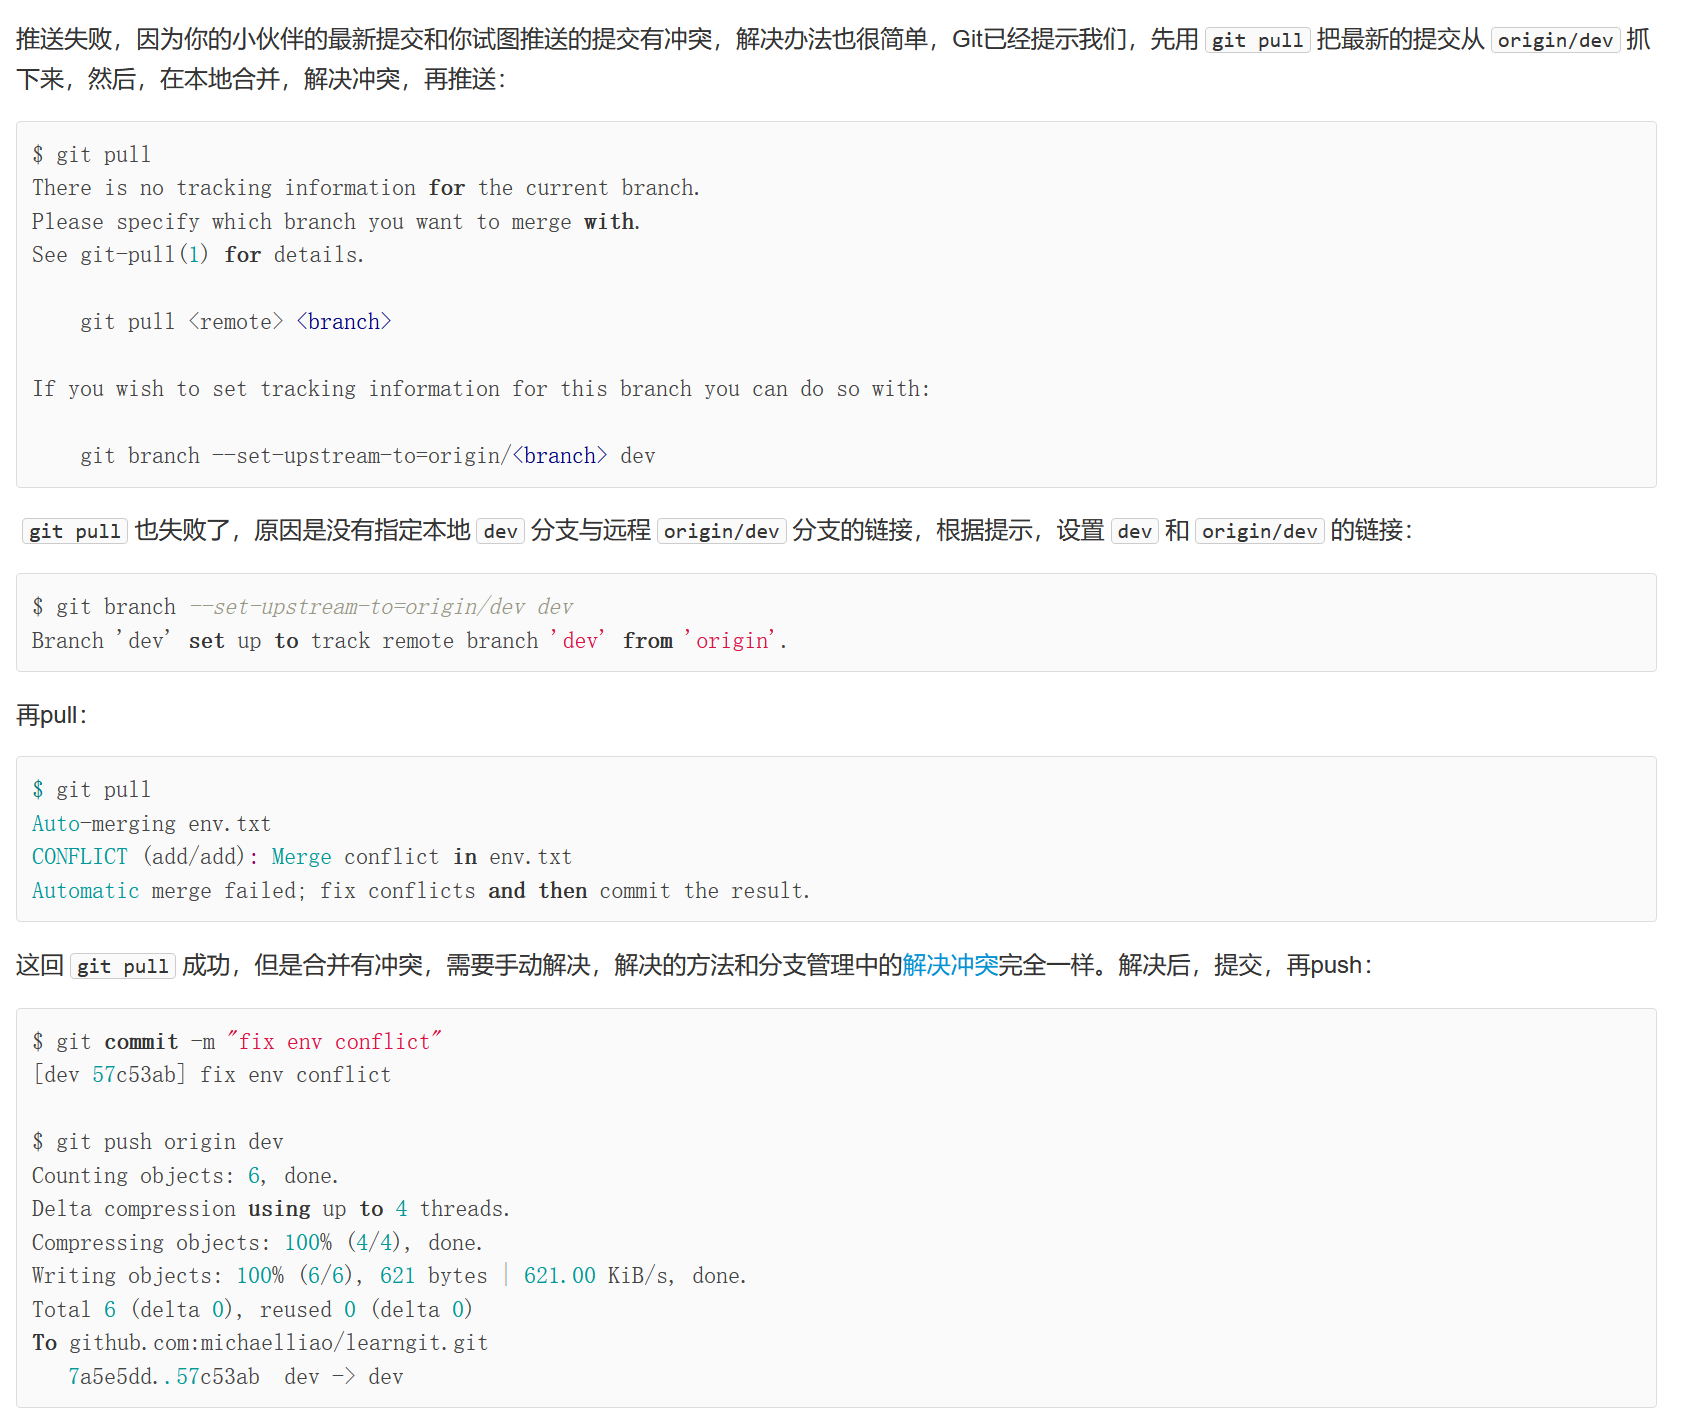 推送失败，因为你的小伙伴的最新提交和你试图推送的提交有冲突，解决办法也很简单，Git已经提示我们，先用 git pull 把最新的提交从 origin/dev 抓
下来，然后，在本地合并，解决冲突，再推送：
$ git pull
There is no tracking information for the current branch.
Please specify which branch you want to merge with.
See git-pull(1) for details.
git pull <remote> <branch>
If you wish to set tracking information for this branch you can do so with:
git branch --set-upstream-to=origin/<branch> dev
git pull 也失败了，原因是没有指定本地 dev 分支与远程 origin/dev 分支的链接，根据提示，设置 dev 和 origin/dev 的链接：
$ git branch --set-upstream-to=origin/dev dev
Branch 'dev' set up to track remote branch 'dev' from 'origin'.
再pull：
$ git pull
Auto-merging env.txt
CONFLICT (add/add): Merge conflict in env.txt
Automatic merge failed; fix conflicts and then commit the result.
这回 git pull 成功，但是合并有冲突，需要手动解决，解决的方法和分支管理中的解决冲突完全一样。解决后，提交，再push：
$ git commit -m "fix env conflict"
[dev 57c53ab] fix env conflict
$ git push origin dev
Counting objects: 6, done.
Delta compression using up to 4 threads.
Compressing objects: 100% (4/4), done.
Writing objects: 100% (6/6), 621 bytes | 621.00 KiB/s, done.
Total 6 (delta 0), reused 0 (delta 0)
To github.com:michaelliao/learngit.git
7a5e5dd..57c53ab  dev -> dev